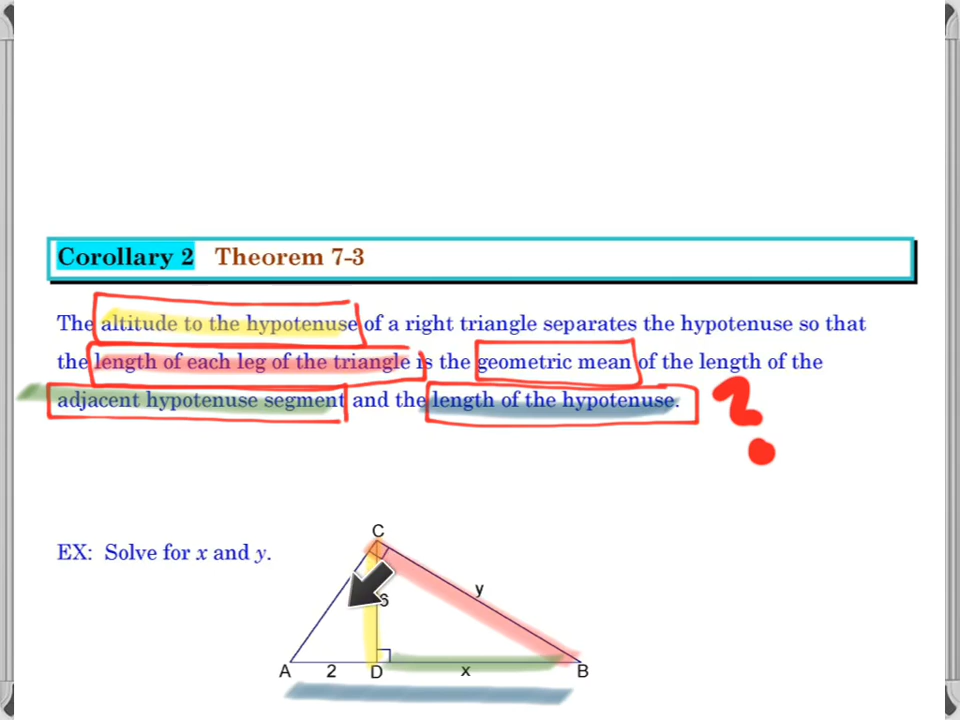 Corollary 2 Theorem 7-3
The altitude to the hypotenuse of a right triangle separates the hypotenuse so that
the length of each leg of the triangle is the geometric mean of the length of the
adjacent hypotenuse segment and the length of the hypotenuse.
?
EX: Solve for x and y.
C
y
6
A 2 D x B